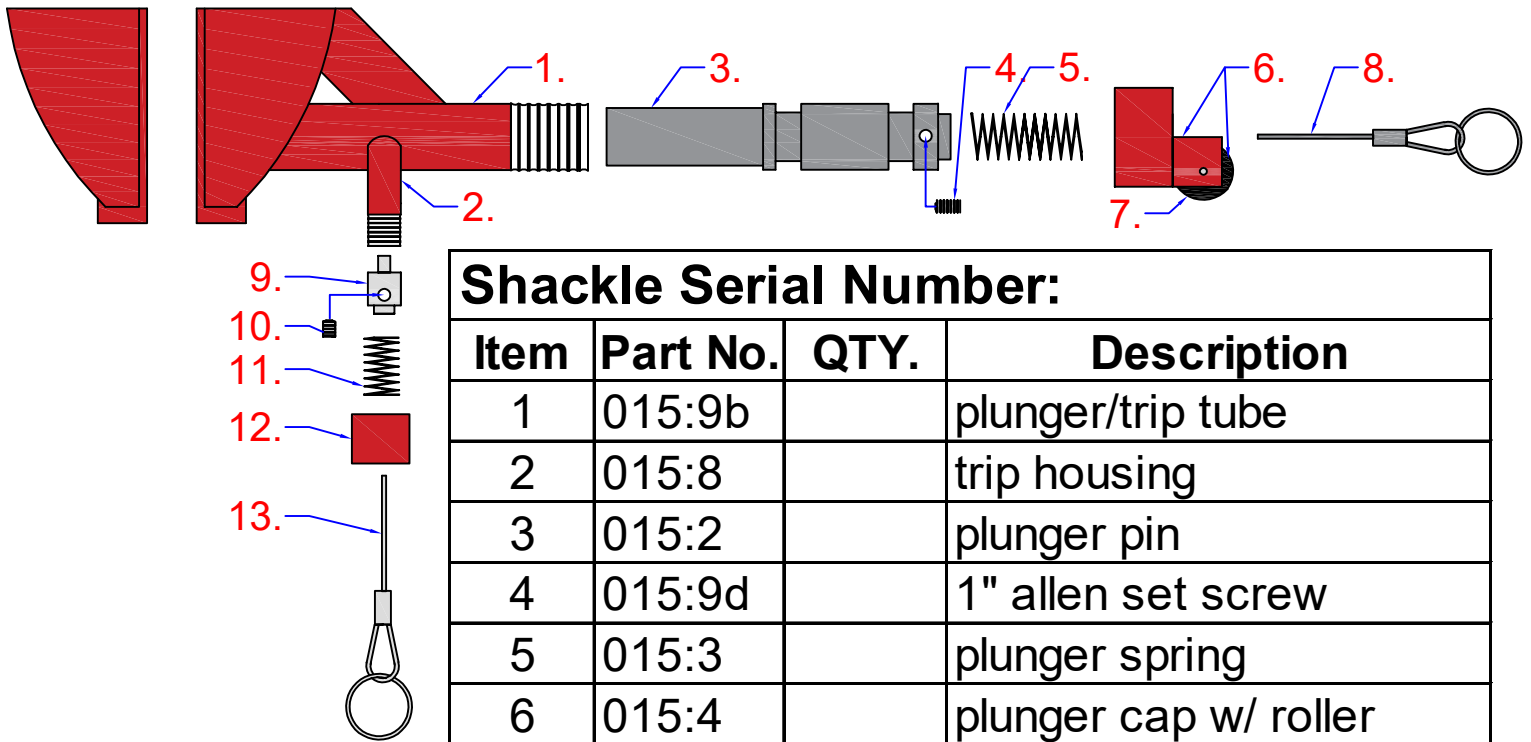 1.
3.
4.
5.
6.
8.
2.
7.
9.
10.
11.
12.
13.
Shackle Serial Number:
Item Part No. QTY. Description
1 015:9b plunger/trip tube
2 015:8 trip housing
3 015:2 plunger pin
4 015:9d 1" allen set screw
5 015:3 plunger spring
6 015:4 plunger cap w/ roller